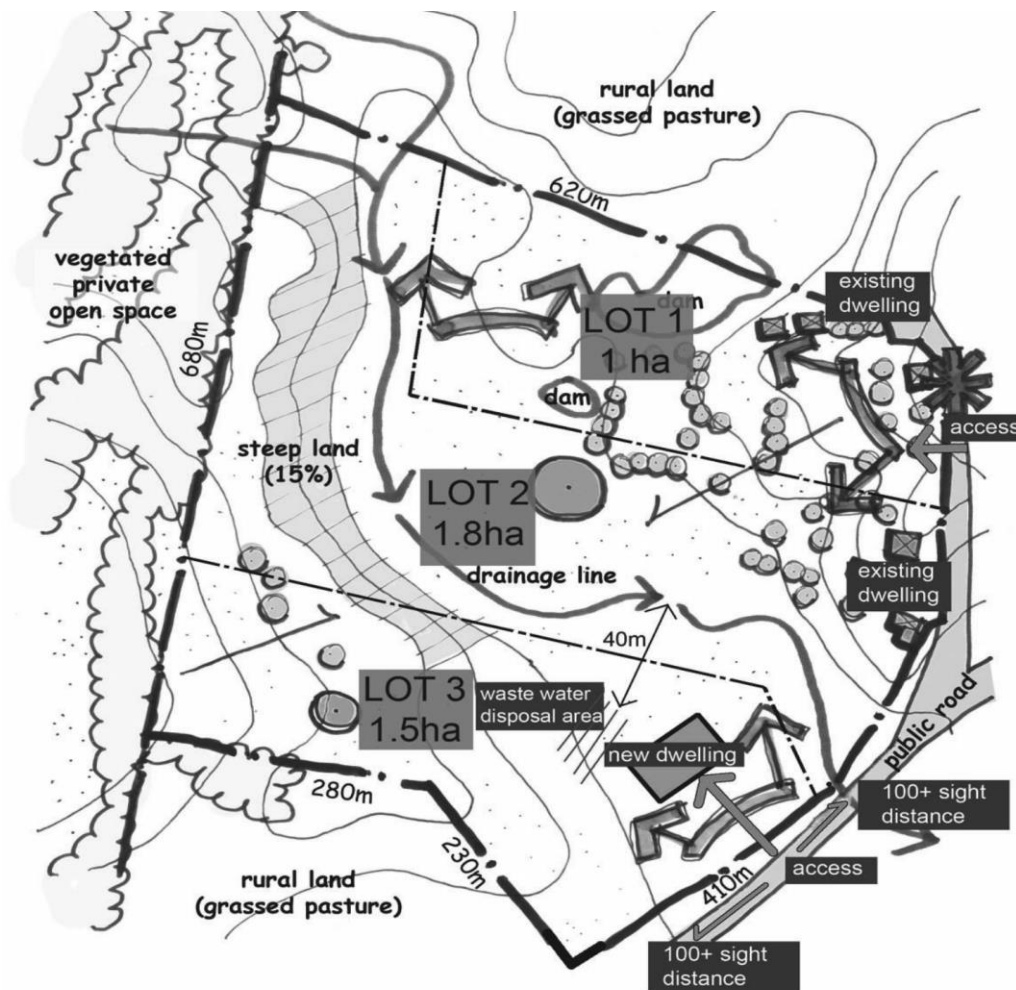 rural land
(grassed pasture)
620m
vegetated
private
open space
680m
existing
dwelling
dam
LOT 1
1 ha
dam
access
steep land
(15%)
LOT 2
1.8ha
drainage line
existing
dwelling
40m
LOT 3
1.5ha
waste water
disposal area
new dwelling
public road
280m
100+ sight
distance
230m
410m
access
rural land
(grassed pasture)
100+ sight
distance